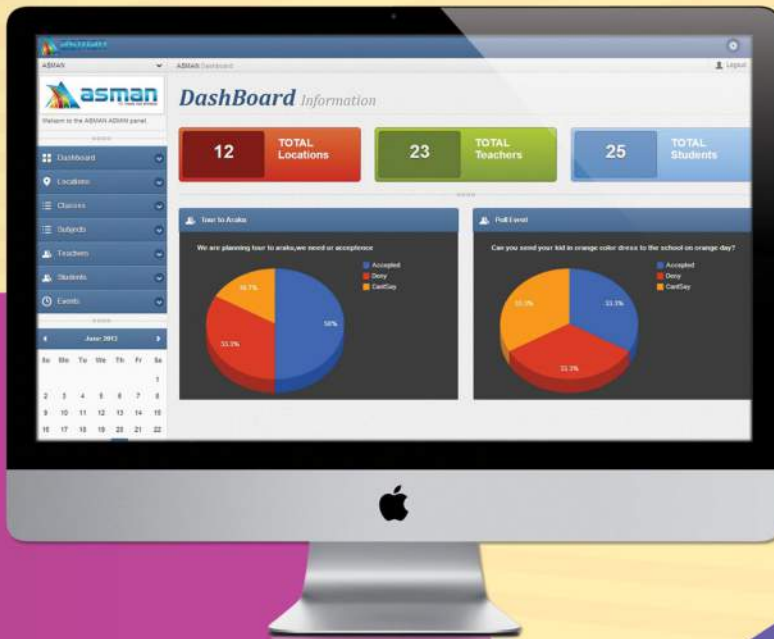 asman
ASMAN
ASMAN Dashboard
Logout
asman
Welcom to the ASMAN ADMIN panel
DashBoard Information
12 TOTAL Locations
23 TOTAL Teachers
25 TOTAL Students
Dashboard
Locations
Classes
Subjects
Teachers
Students
Events
Tour to Araku
We are planning tour to araku,we need ur acceptence
Accepted
Deny
CantSay
50%
33.3%
16.7%
Poll Event
Can you send your kid in orange color dresss to the school on orange day?
Accepted
Deny
CantSay
33.3%
33.3%
33.3%
June 2013
Su Mo Tu We Th Fr Sa
1
2 3 4 5 6 7 8
9 10 11 12 13 14 15
16 17 18 19 20 21 22